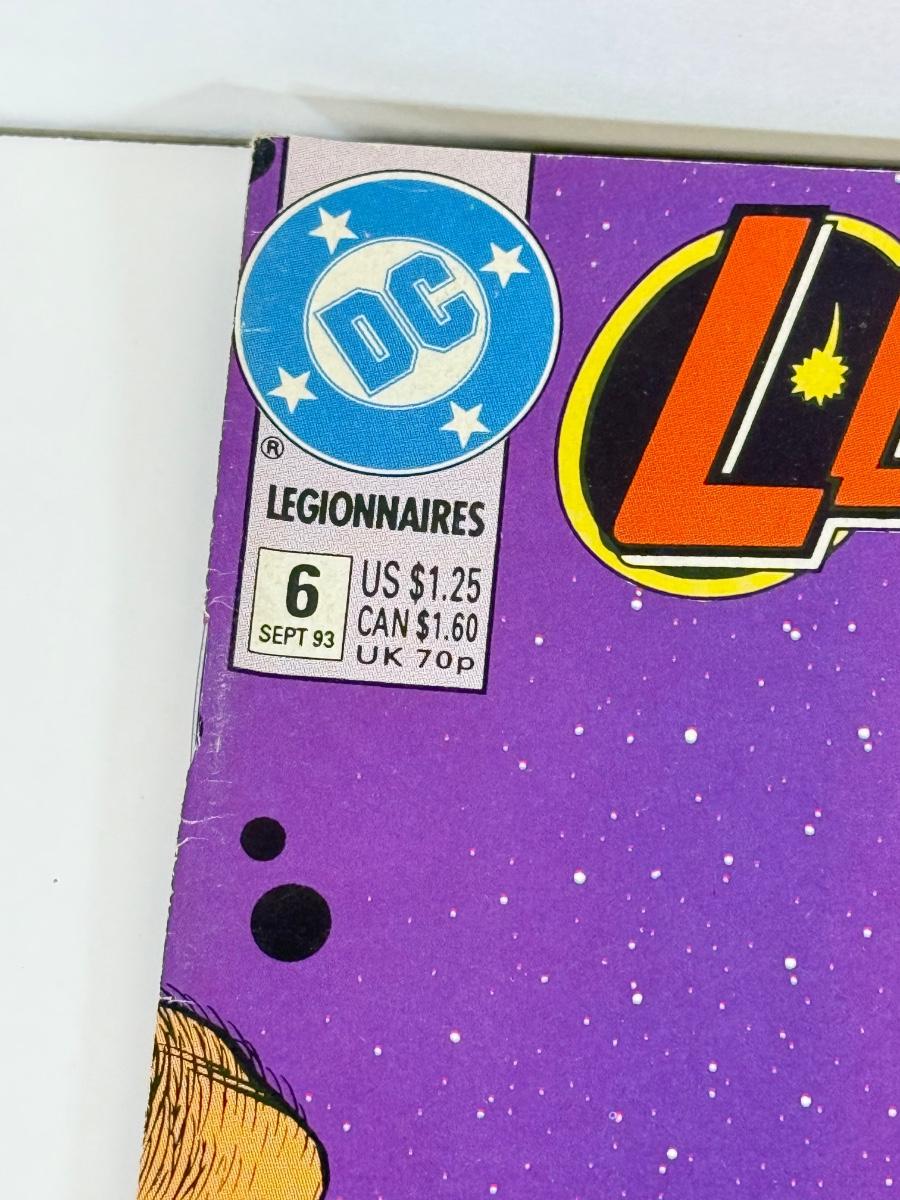 DC
®
LEGIONNAIRES
6
SEPT 93
US $1.25
CAN $1.60
UK 70p
L